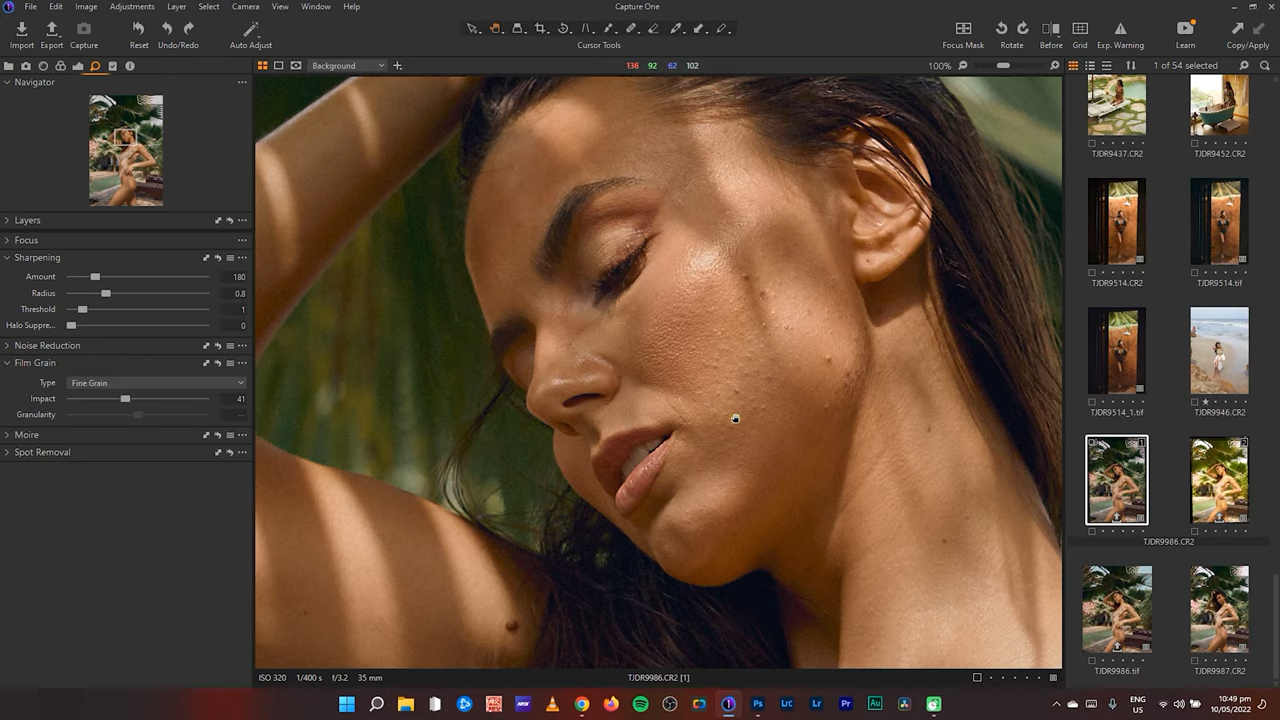 File Edit Image Adjustments Layer Select Camera View Window Help
Capture One
Import Export Capture Reset Undo/Redo Auto Adjust Cursor Tools Focus Mask Rotate Before Grid Exp. Warning Learn Copy/Apply
Background
136 92 62 102
100%
1 of 54 selected
Navigator
Layers
Focus
Sharpening
Amount 180
Radius 0.8
Threshold 1
Halo Suppre... 0
Noise Reduction
Film Grain
Type Fine Grain
Impact 41
Granularity
Moire
Spot Removal
TJDR9437.CR2 TJDR9452.CR2
TJDR9514.CR2 TJDR9514.tif
TJDR9514_1.tif TJDR9946.CR2
TJDR9986.CR2
TJDR9986.tif TJDR9987.CR2
ISO 320 1/400 s f/3.2 35 mm
TJDR9986.CR2 [1]
Ps LrC Lr Pr Au
ENG
US
10:49 pm
10/05/2022